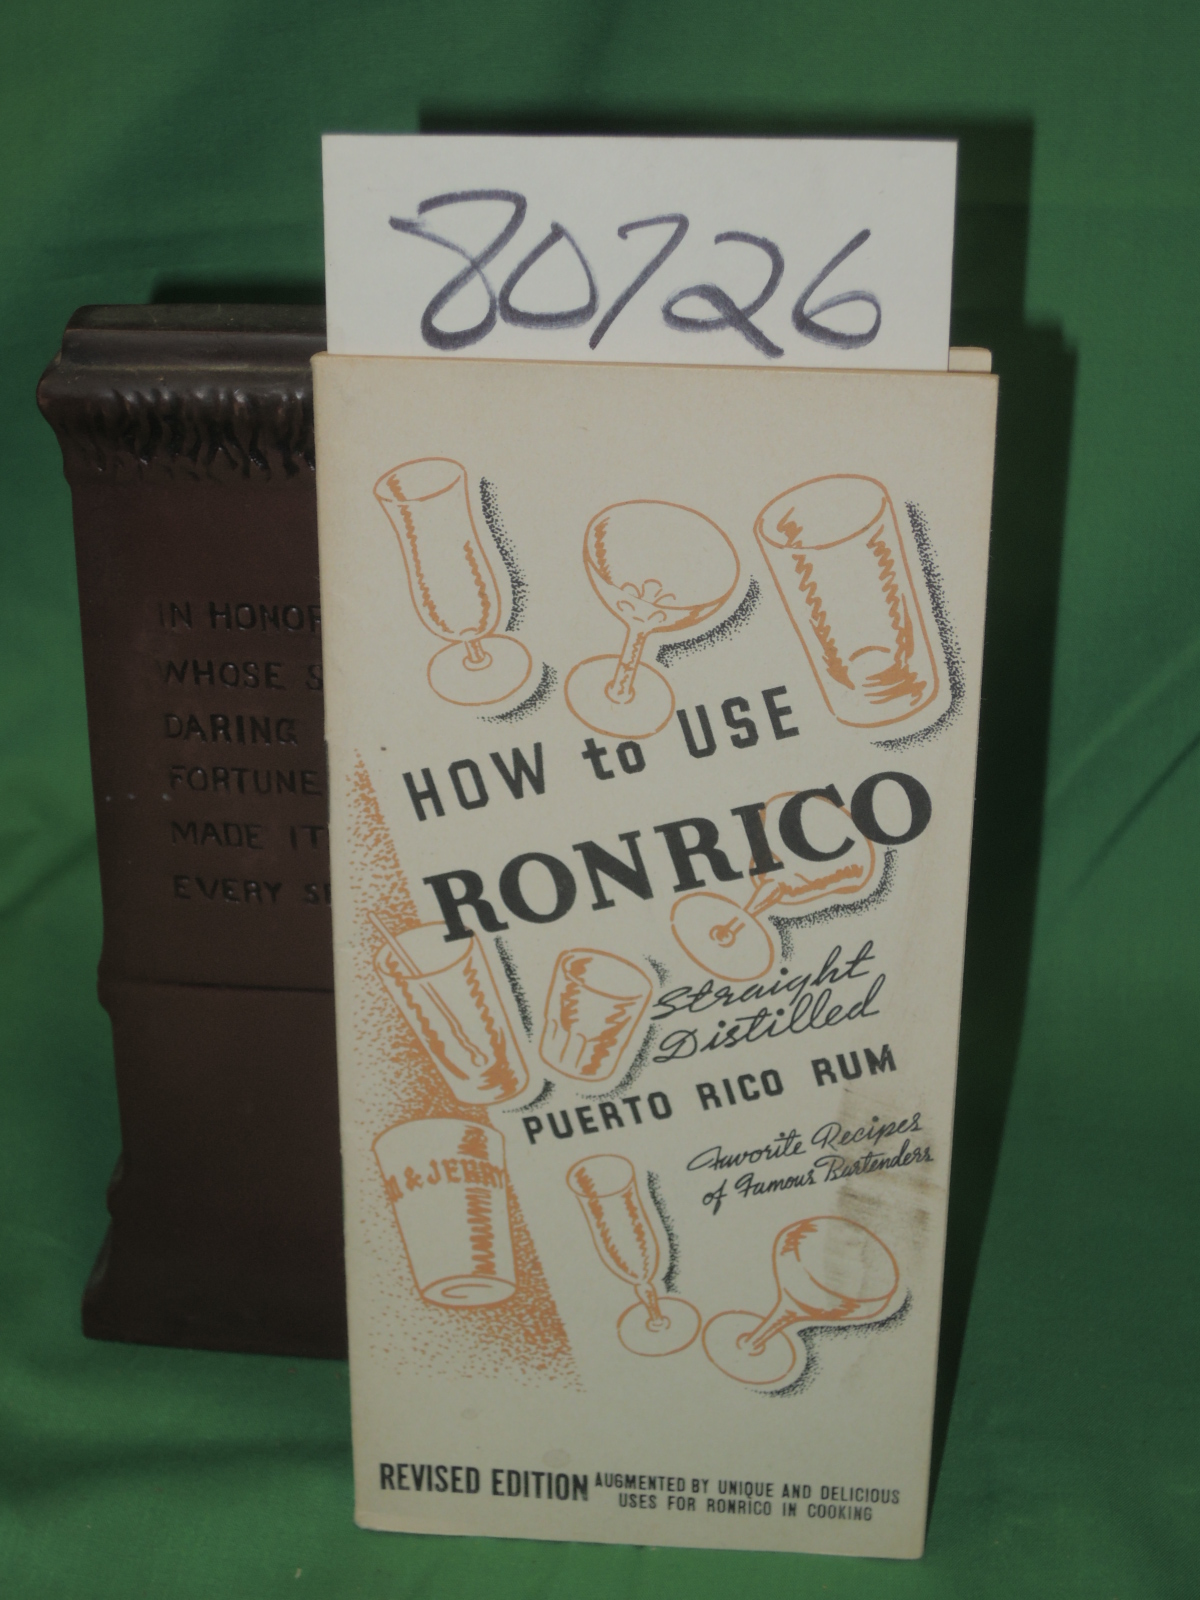 80726
IN HONOR
WHOSE S
DARING
FORTUNE
MADE IT
EVERY S
HOW to USE
RONRICO
Straight
Distilled
PUERTO RICO RUM
Favorite Recipes
of Famous Bartenders
& JERRY
REVISED EDITION AUGMENTED BY UNIQUE AND DELICIOUS
USES FOR RONRICO IN COOKING